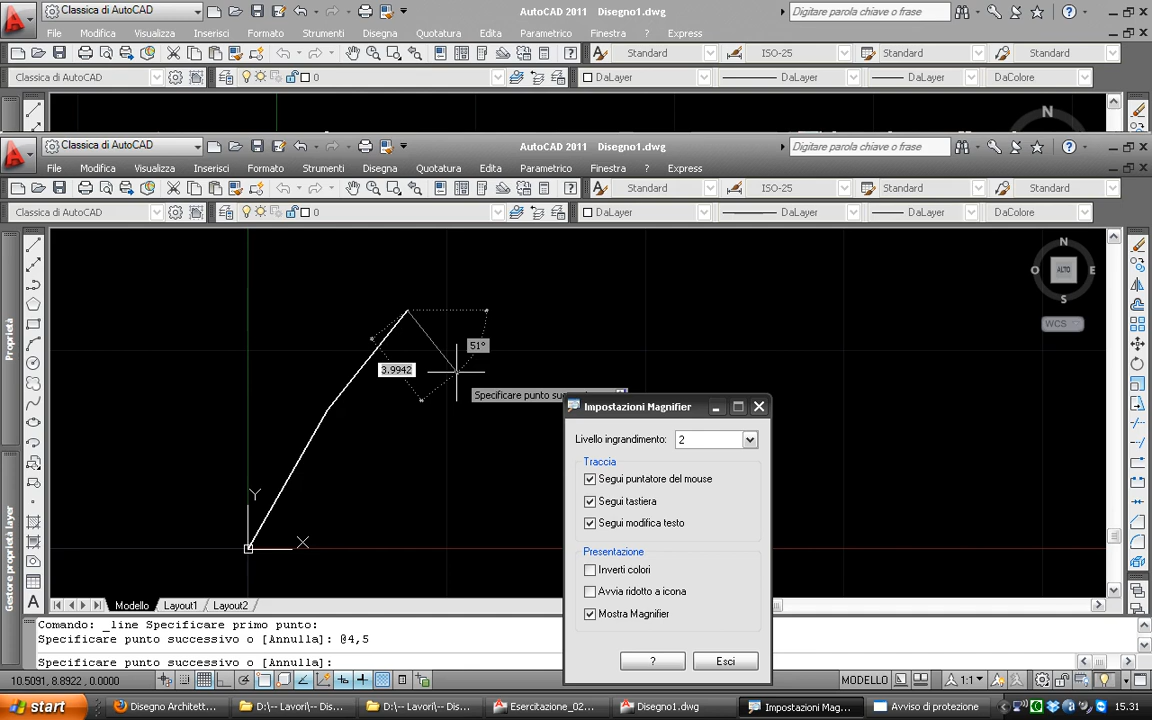 Classica di AutoCAD
AutoCAD 2011 Disegno1.dwg
Digitare parola chiave o frase
File Modifica Visualizza Inserisci Formato Strumenti Disegna Quotatura Edita Parametrico Finestra ? Express
Standard ISO-25 Standard Standard
Classica di AutoCAD 0 DaLayer DaLayer DaLayer DaColore
N
Classica di AutoCAD
AutoCAD 2011 Disegno1.dwg
Digitare parola chiave o frase
File Modifica Visualizza Inserisci Formato Strumenti Disegna Quotatura Edita Parametrico Finestra ? Express
Standard ISO-25 Standard Standard
Classica di AutoCAD 0 DaLayer DaLayer DaLayer DaColore
N
O ALTO E
S
WCS
Proprietà
Gestore proprietà layer
51°
3.9942
Specificare punto
Impostazioni Magnifier
Livello ingrandimento: 2
Traccia
Segui puntatore del mouse
Segui tastiera
Segui modifica testo
Presentazione
Inverti colori
Avvia ridotto a icona
Mostra Magnifier
? Esci
Y
X
A
Modello Layout1 Layout2
Comando: _line Specificare primo punto:
Specificare punto successivo o [Annulla]: @4,5
Specificare punto successivo o [Annulla]:
10.5091, 8.8922, 0.0000
MODELLO 1:1
start Disegno Architett... D:\-- Lavori\-- Dis... D:\-- Lavori\-- Dis... Esercitazione_02... Disegno1.dwg Impostazioni Mag... Avviso di protezione 15.31